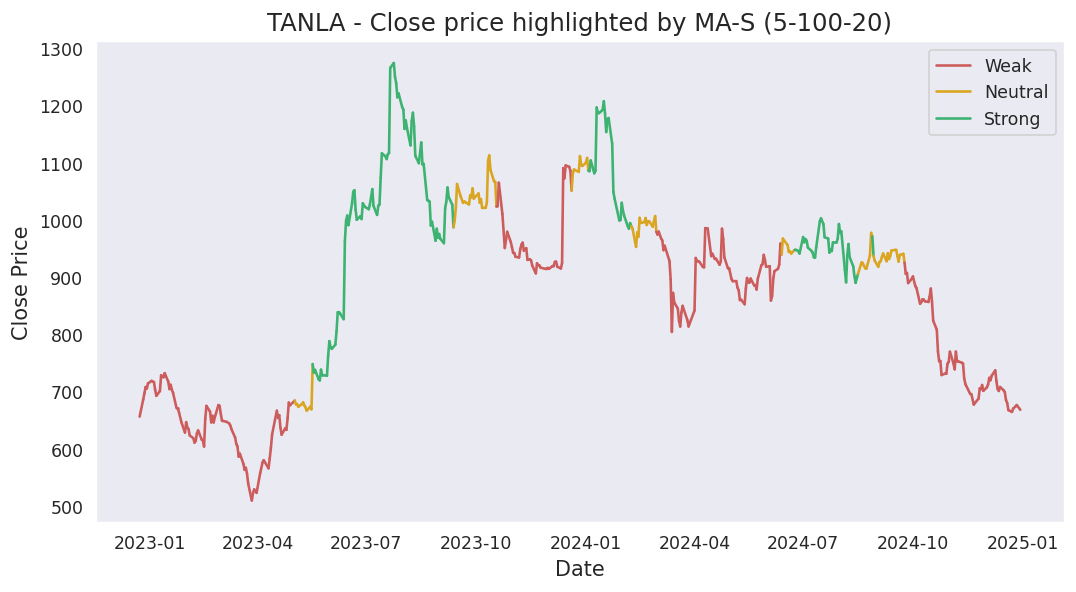 TANLA - Close price highlighted by MA-S (5-100-20)
1300
1200
1100
1000
900
800
700
600
500
Close Price
Weak
Neutral
Strong
2023-01 2023-04 2023-07 2023-10 2024-01 2024-04 2024-07 2024-10 2025-01
Date